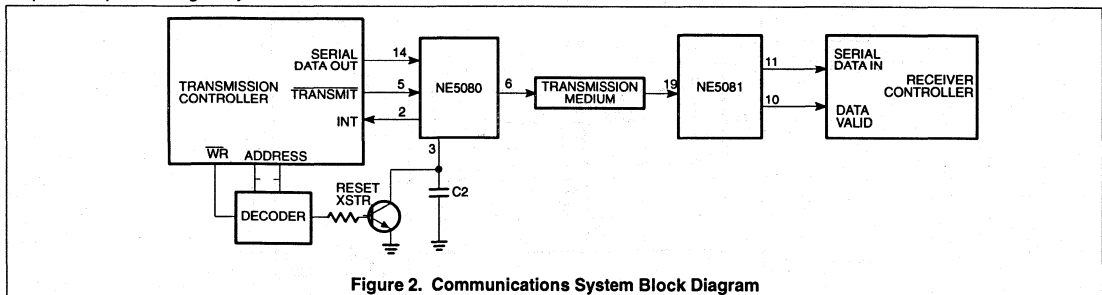 SERIAL
DATA OUT
14
TRANSMISSION
CONTROLLER
TRANSMIT
5
INT
2
WR
ADDRESS
NE5080
6
TRANSMISSION
MEDIUM
19
NE5081
11
10
SERIAL
DATA IN
RECEIVER
CONTROLLER
DATA
VALID
3
RESET
XSTR
C2
DECODER
Figure 2. Communications System Block Diagram